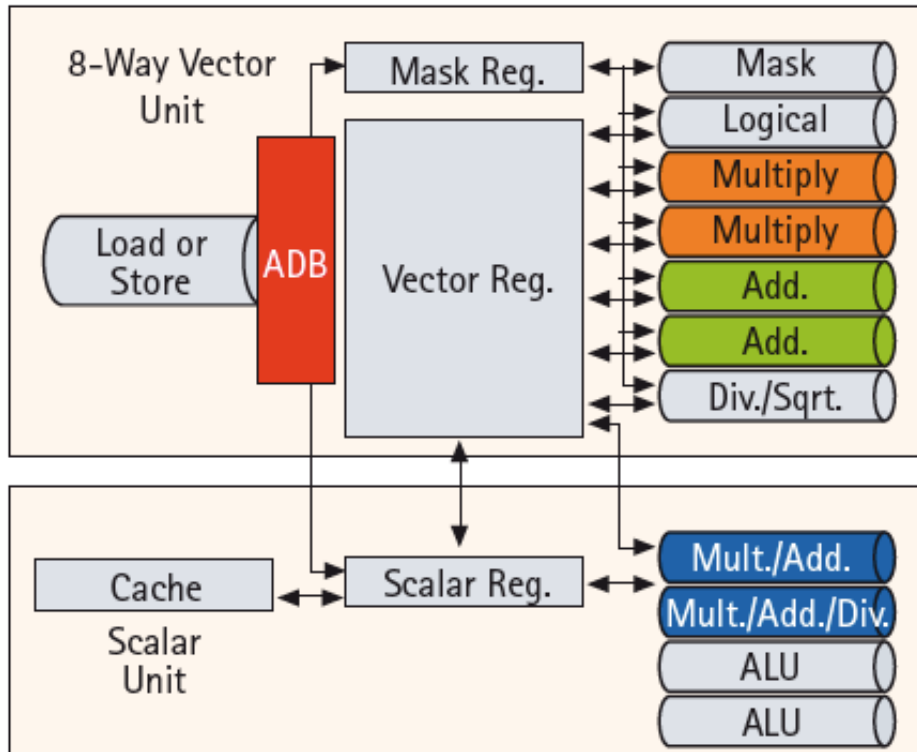 8-Way Vector
Unit
Mask Reg.
Mask
Logical
Multiply
Multiply
Add.
Add.
Div./Sqrt.
Load or
Store
ADB
Vector Reg.
Cache
Scalar
Unit
Scalar Reg.
Mult./Add.
Mult./Add./Div.
ALU
ALU